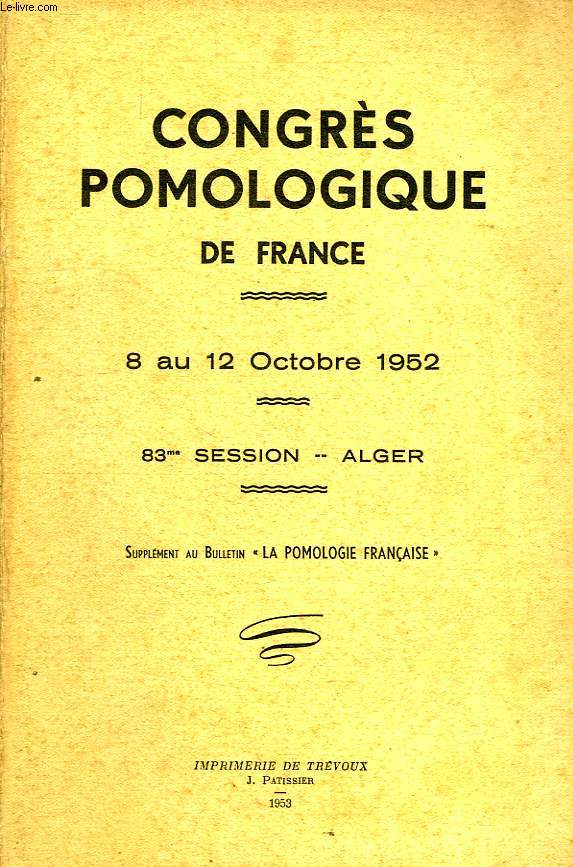 Le-livre.com
CONGRÈS
POMOLOGIQUE
DE FRANCE
8 au 12 Octobre 1952
83me SESSION -- ALGER
Supplément au Bulletin « LA POMOLOGIE FRANÇAISE »
IMPRIMERIE DE TRÉVOUX
J. Patissier
—
1953